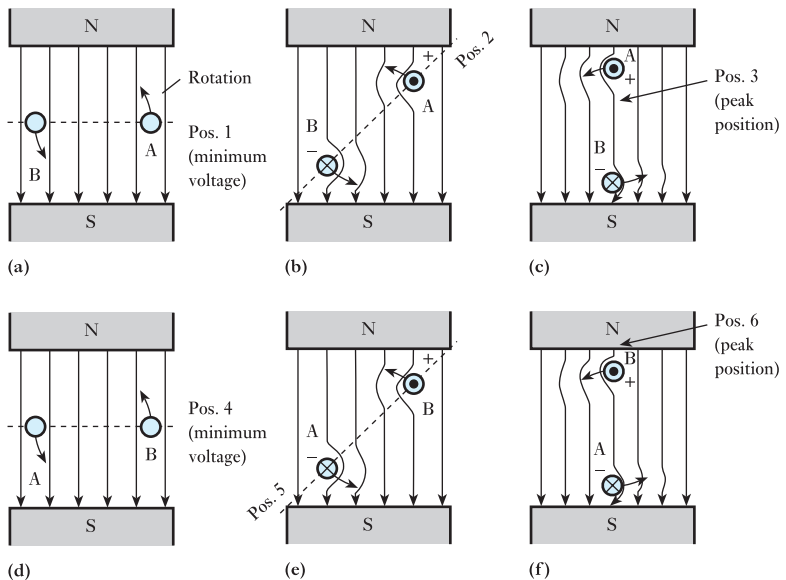 N
Rotation
Pos. 1
(minimum
voltage)
B
A
S
(a)
N
Pos. 2
+
A
B
−
S
(b)
N
A
+
Pos. 3
(peak
position)
B
−
S
(c)
N
Pos. 4
(minimum
voltage)
A
B
S
(d)
N
+
B
A
−
Pos. 5
S
(e)
N
Pos. 6
(peak
position)
B
+
A
−
S
(f)